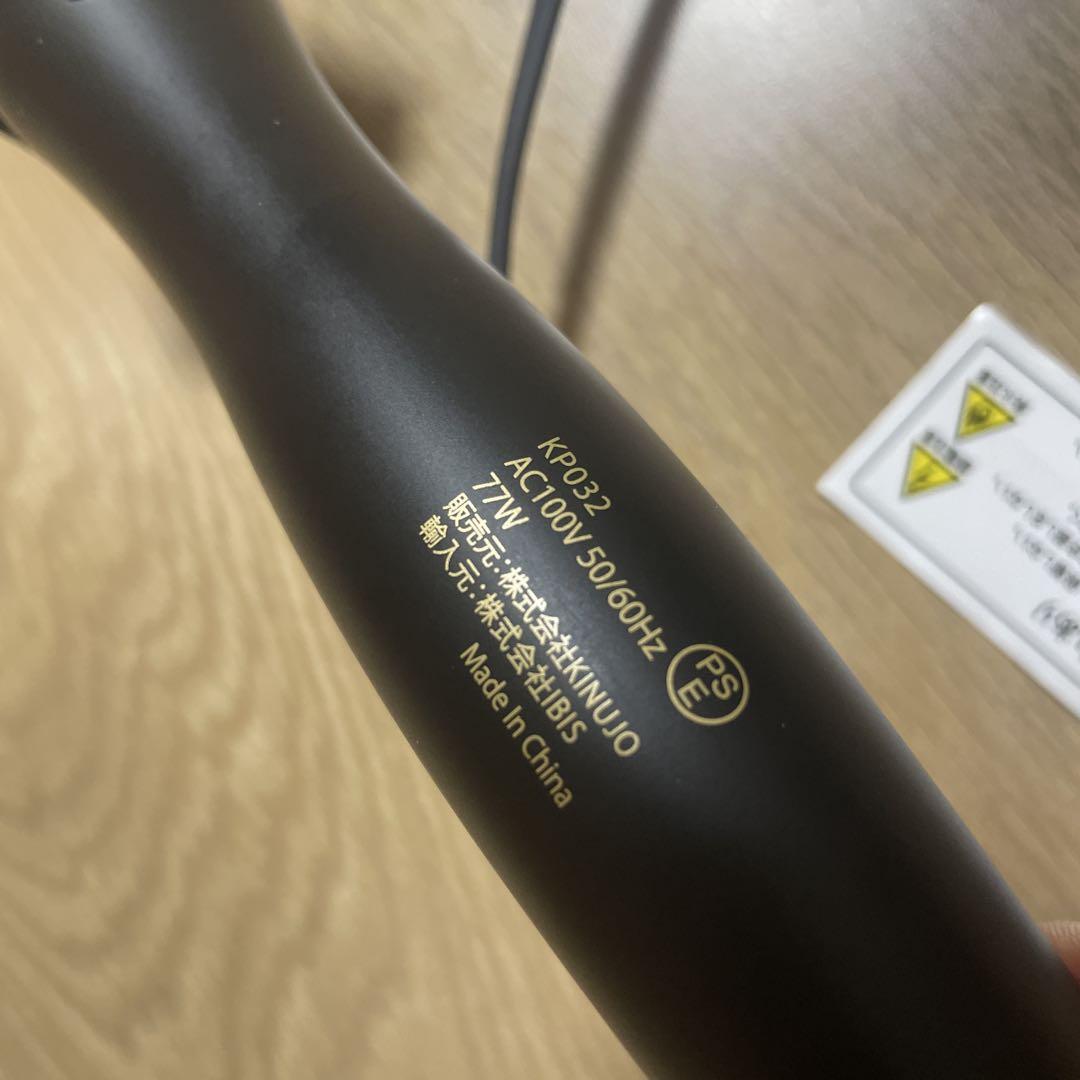 KP032
AC100V 50/60Hz
77W
販売元:株式会社KINUJO
輸入元:株式会社IBIS
Made In China
PS
E